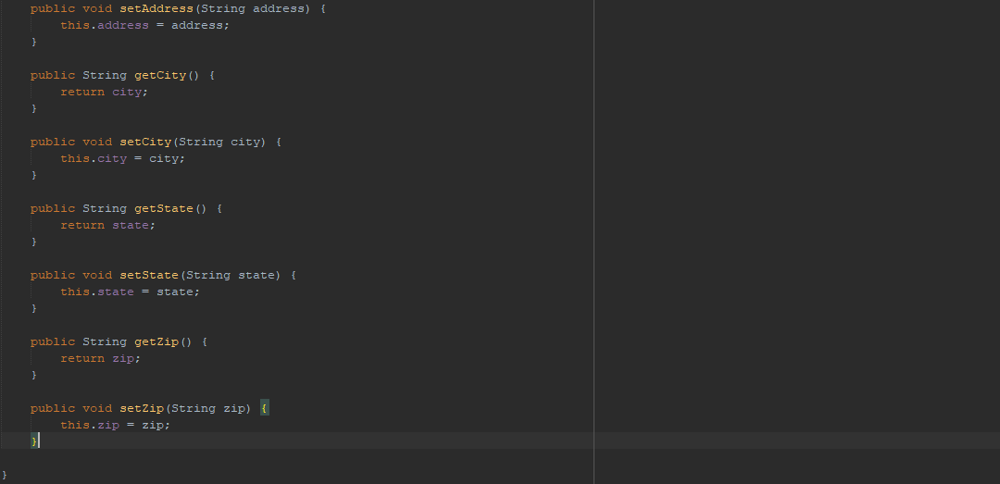 public void setAddress(String address) {
this.address = address;
}
public String getCity() {
return city;
}
public void setCity(String city) {
this.city = city;
}
public String getState() {
return state;
}
public void setState(String state) {
this.state = state;
}
public String getZip() {
return zip;
}
public void setZip(String zip) {
this.zip = zip;
}
}